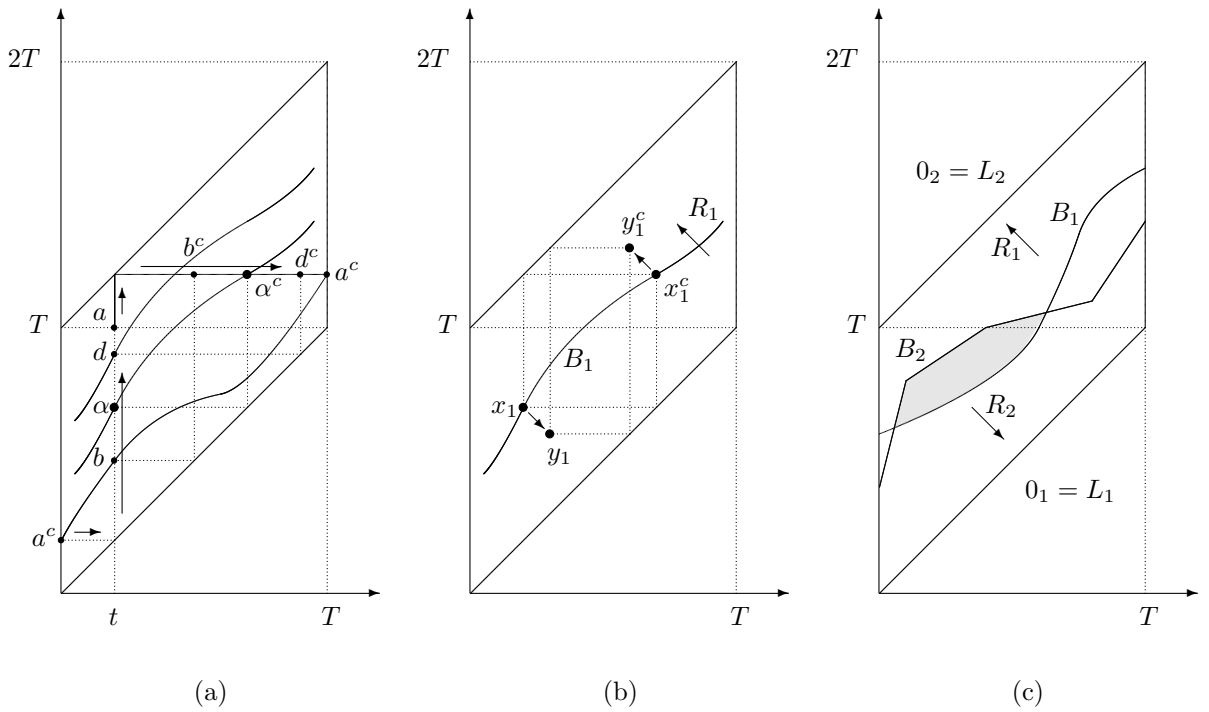 2T
T
a
d
α
b
a^c
b^c
d^c
α^c
a^c
t
T
(a)
2T
T
R_1
y_1^c
x_1^c
B_1
x_1
y_1
T
(b)
2T
T
0_2 = L_2
B_1
R_1
B_2
R_2
0_1 = L_1
T
(c)